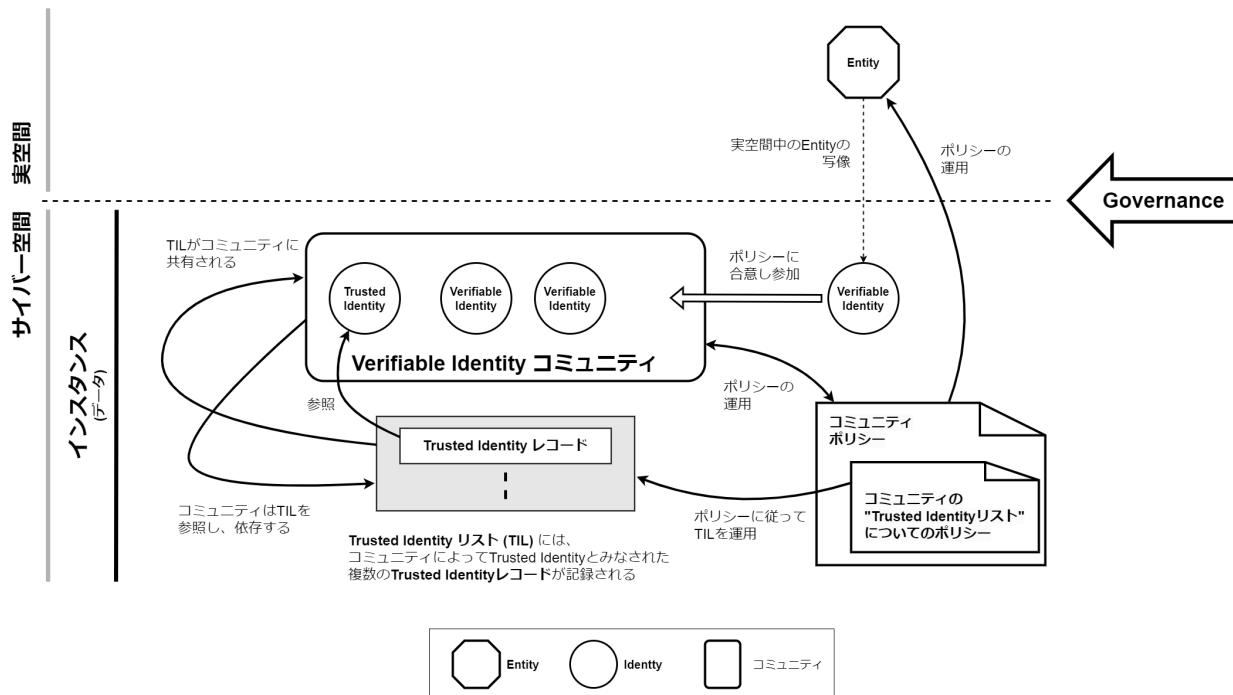 Entity
実空間
実空間中のEntityの
写像
ポリシーの
運用
Governance
サイバー空間
インスタンス
(データ)
TILがコミュニティに
共有される
Trusted
Identity
Verifiable
Identity
Verifiable
Identity
Verifiable Identity コミュニティ
ポリシーに
合意し参加
Verifiable
Identity
参照
ポリシーの
運用
Trusted Identity レコード
コミュニティ
ポリシー
コミュニティの
"Trusted Identityリスト"
についてのポリシー
コミュニティはTILを
参照し、依存する
ポリシーに従って
TILを運用
Trusted Identity リスト (TIL) には、
コミュニティによってTrusted Identityとみなされた
複数のTrusted Identityレコードが記録される
Entity
Identty
コミュニティ